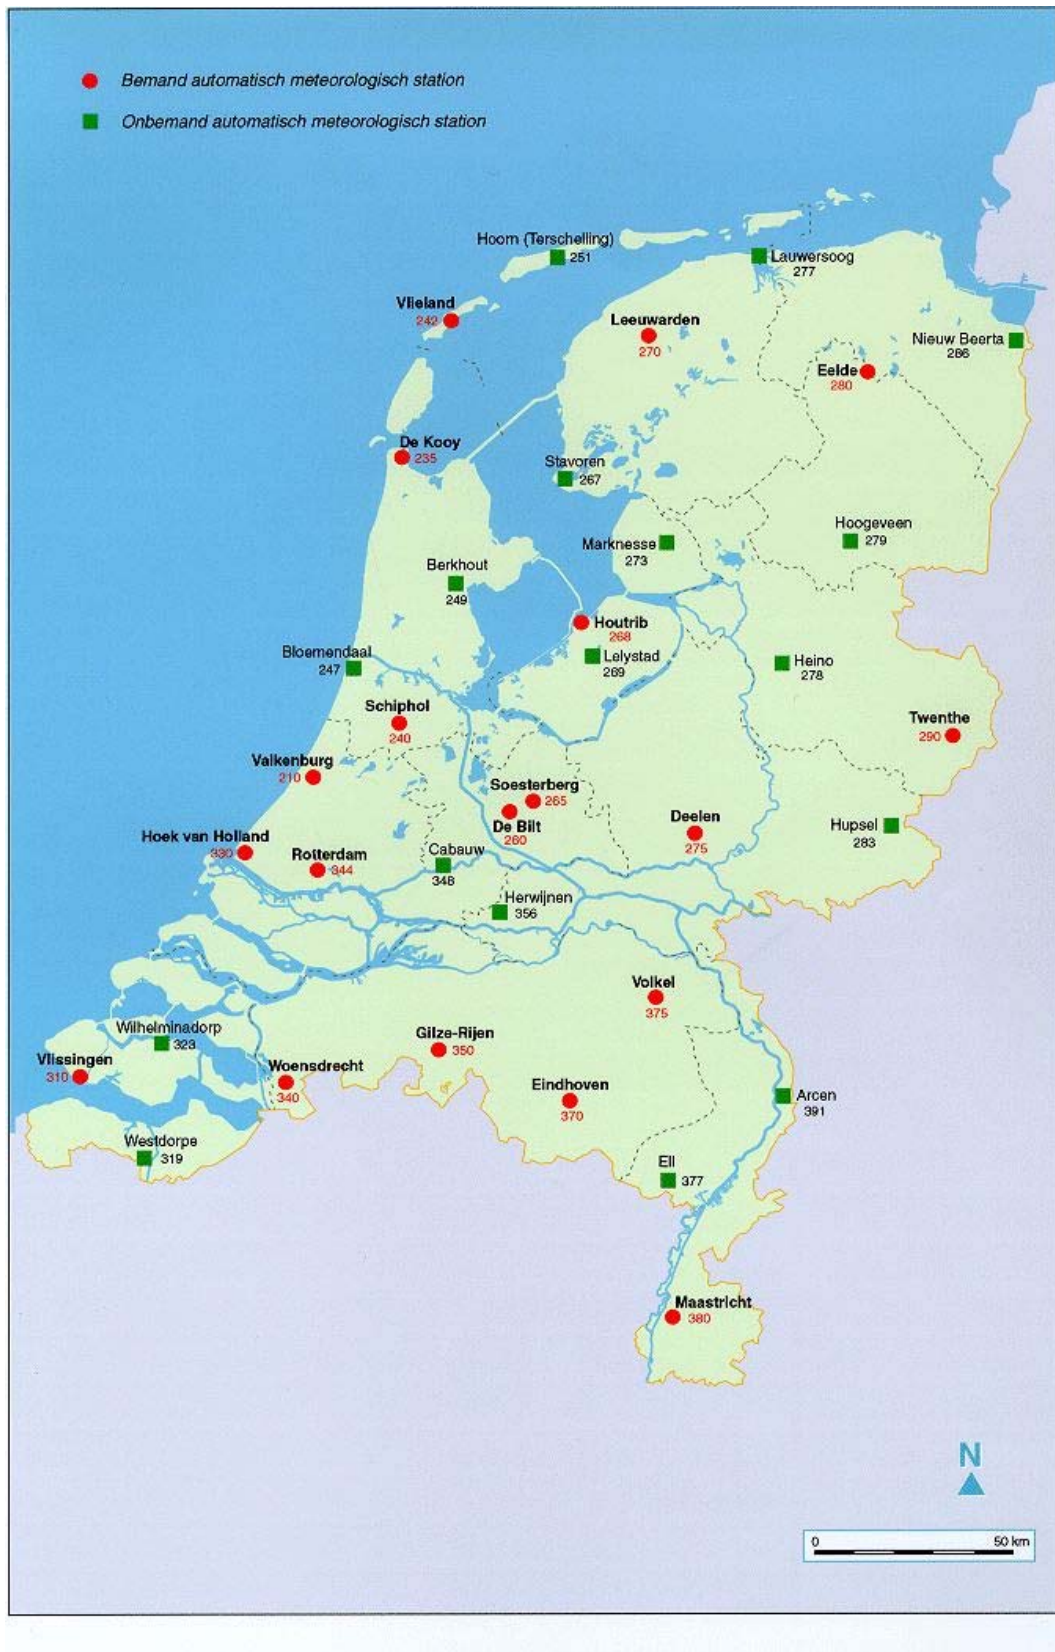 Bemand automatisch meteorologisch station
Onbemand automatisch meteorologisch station
Hoorn (Terschelling)
251
Lauwersoog
277
Vlieland
242
Leeuwarden
270
Nieuw Beerta
286
Eelde
280
De Kooy
235
Stavoren
267
Hoogeveen
279
Marknesse
273
Berkhout
249
Houtrib
268
Bloemendaal
247
Lelystad
269
Heino
278
Schiphol
240
Twenthe
290
Valkenburg
210
Soesterberg
265
De Bilt
260
Deelen
275
Hupsel
283
Hoek van Holland
330
Rotterdam
344
Cabauw
348
Herwijnen
356
Volkel
375
Wilhelminadorp
323
Gilze-Rijen
350
Vlissingen
310
Woensdrecht
340
Eindhoven
370
Arcen
391
Westdorpe
319
Ell
377
Maastricht
380
N
0 50 km